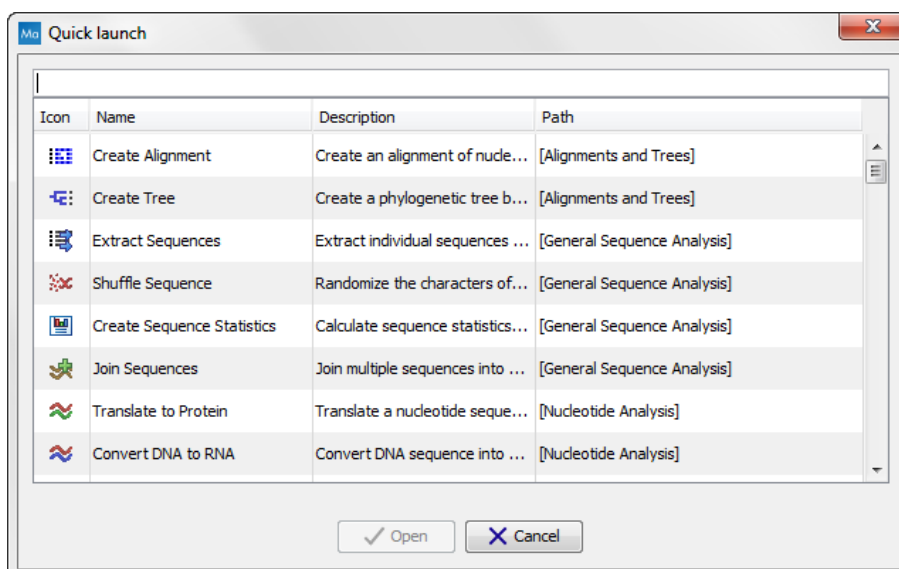 Ma Quick launch
Icon Name Description Path
Create Alignment Create an alignment of nucle... [Alignments and Trees]
Create Tree Create a phylogenetic tree b... [Alignments and Trees]
Extract Sequences Extract individual sequences ... [General Sequence Analysis]
Shuffle Sequence Randomize the characters of... [General Sequence Analysis]
Create Sequence Statistics Calculate sequence statistics... [General Sequence Analysis]
Join Sequences Join multiple sequences into ... [General Sequence Analysis]
Translate to Protein Translate a nucleotide seque... [Nucleotide Analysis]
Convert DNA to RNA Convert DNA sequence into ... [Nucleotide Analysis]
Open Cancel